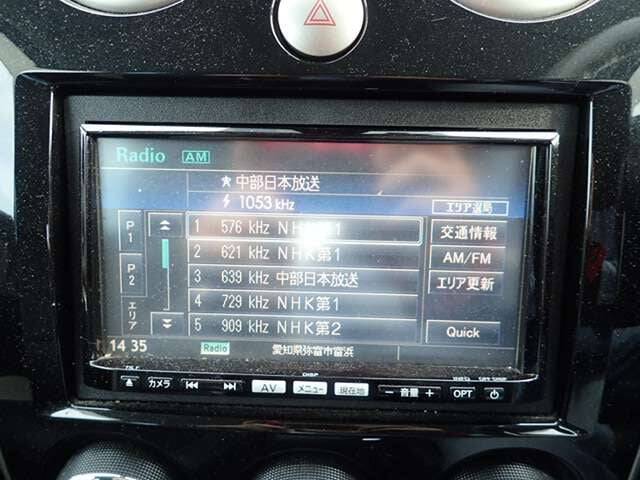 Radio AM
★中部日本放送
1053 kHz
エリア選局
P1
P2
エリア
1 576 kHz NHK第1
2 621 kHz NHK第1
3 639 kHz 中部日本放送
4 729 kHz NHK第1
5 909 kHz NHK第2
交通情報
AM/FM
エリア更新
Quick
14 35
Radio
愛知県弥富市富浜
カメラ
AV
メニュー
現在地
− 音量 +
OPT